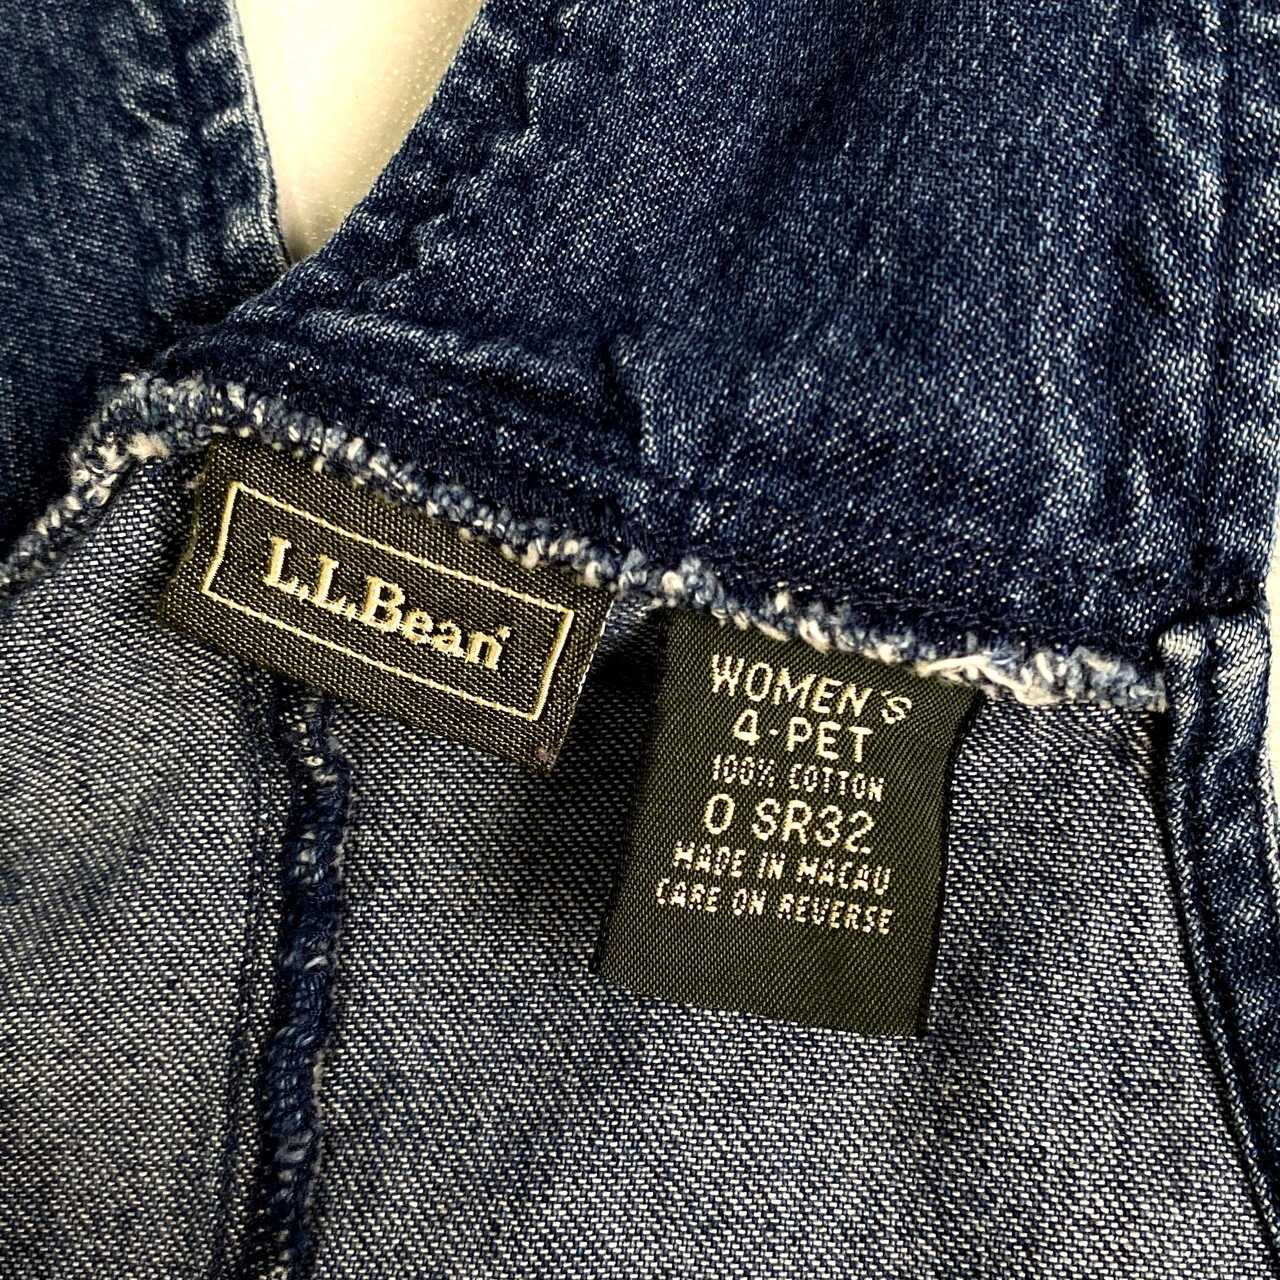 L.L.Bean
WOMEN'S
4-PET
100% COTTON
0 SR32
MADE IN MACAU
CARE ON REVERSE